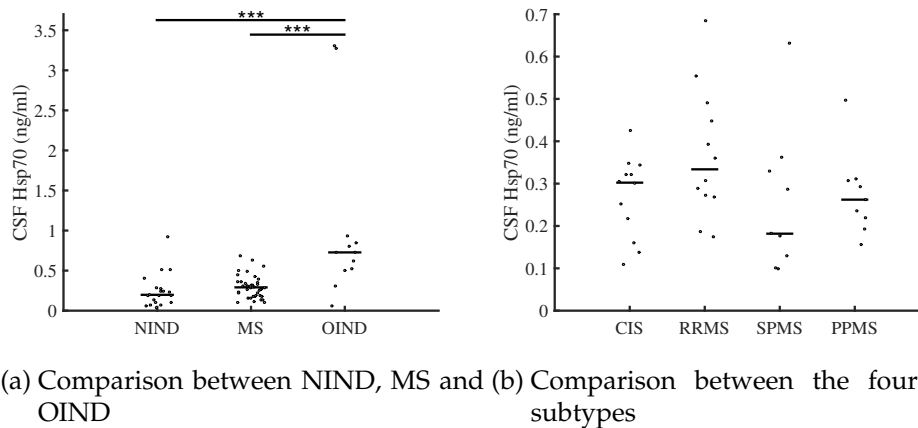 ***
***
3.5
3
2.5
2
1.5
1
0.5
0
CSF Hsp70 (ng/ml)
NIND MS OIND
0.7
0.6
0.5
0.4
0.3
0.2
0.1
0
CSF Hsp70 (ng/ml)
CIS RRMS SPMS PPMS
(a) Comparison between NIND, MS and
OIND
(b) Comparison between the four
subtypes